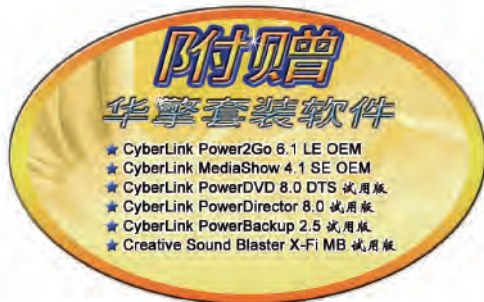 附赠
华擎套装软件
★ CyberLink Power2Go 6.1 LE OEM
★ CyberLink MediaShow 4.1 SE OEM
★ CyberLink PowerDVD 8.0 DTS 试用版
★ CyberLink PowerDirector 8.0 试用版
★ CyberLink PowerBackup 2.5 试用版
★ Creative Sound Blaster X-Fi MB 试用版